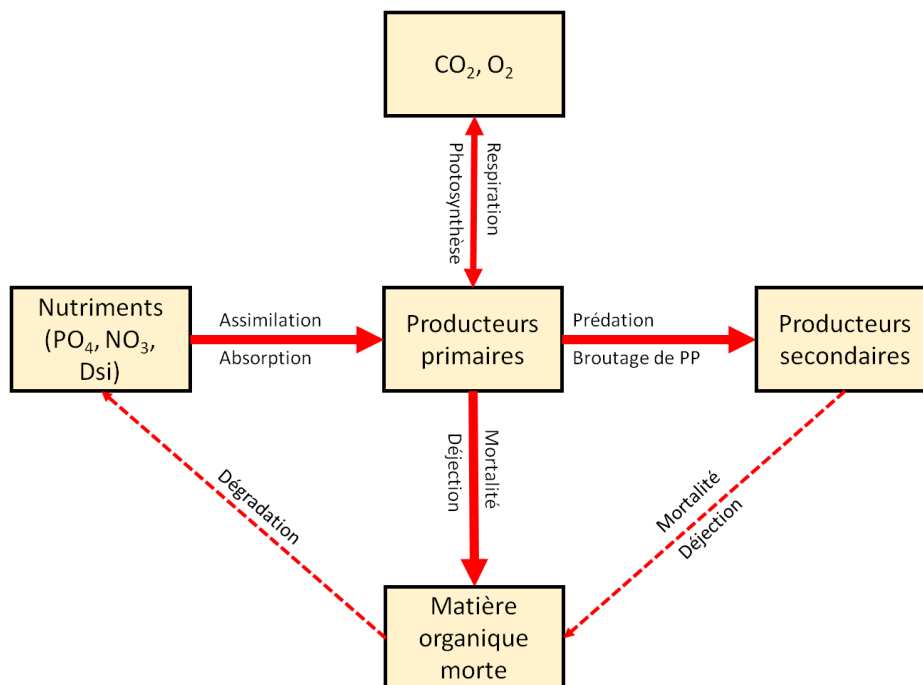 CO₂, O₂
Respiration
Photosynthèse
Nutriments
(PO₄, NO₃,
Dsi)
Assimilation
Absorption
Producteurs
primaires
Prédation
Broutage de PP
Producteurs
secondaires
Mortalité
Déjection
Dégradation
Mortalité
Déjection
Matière
organique
morte